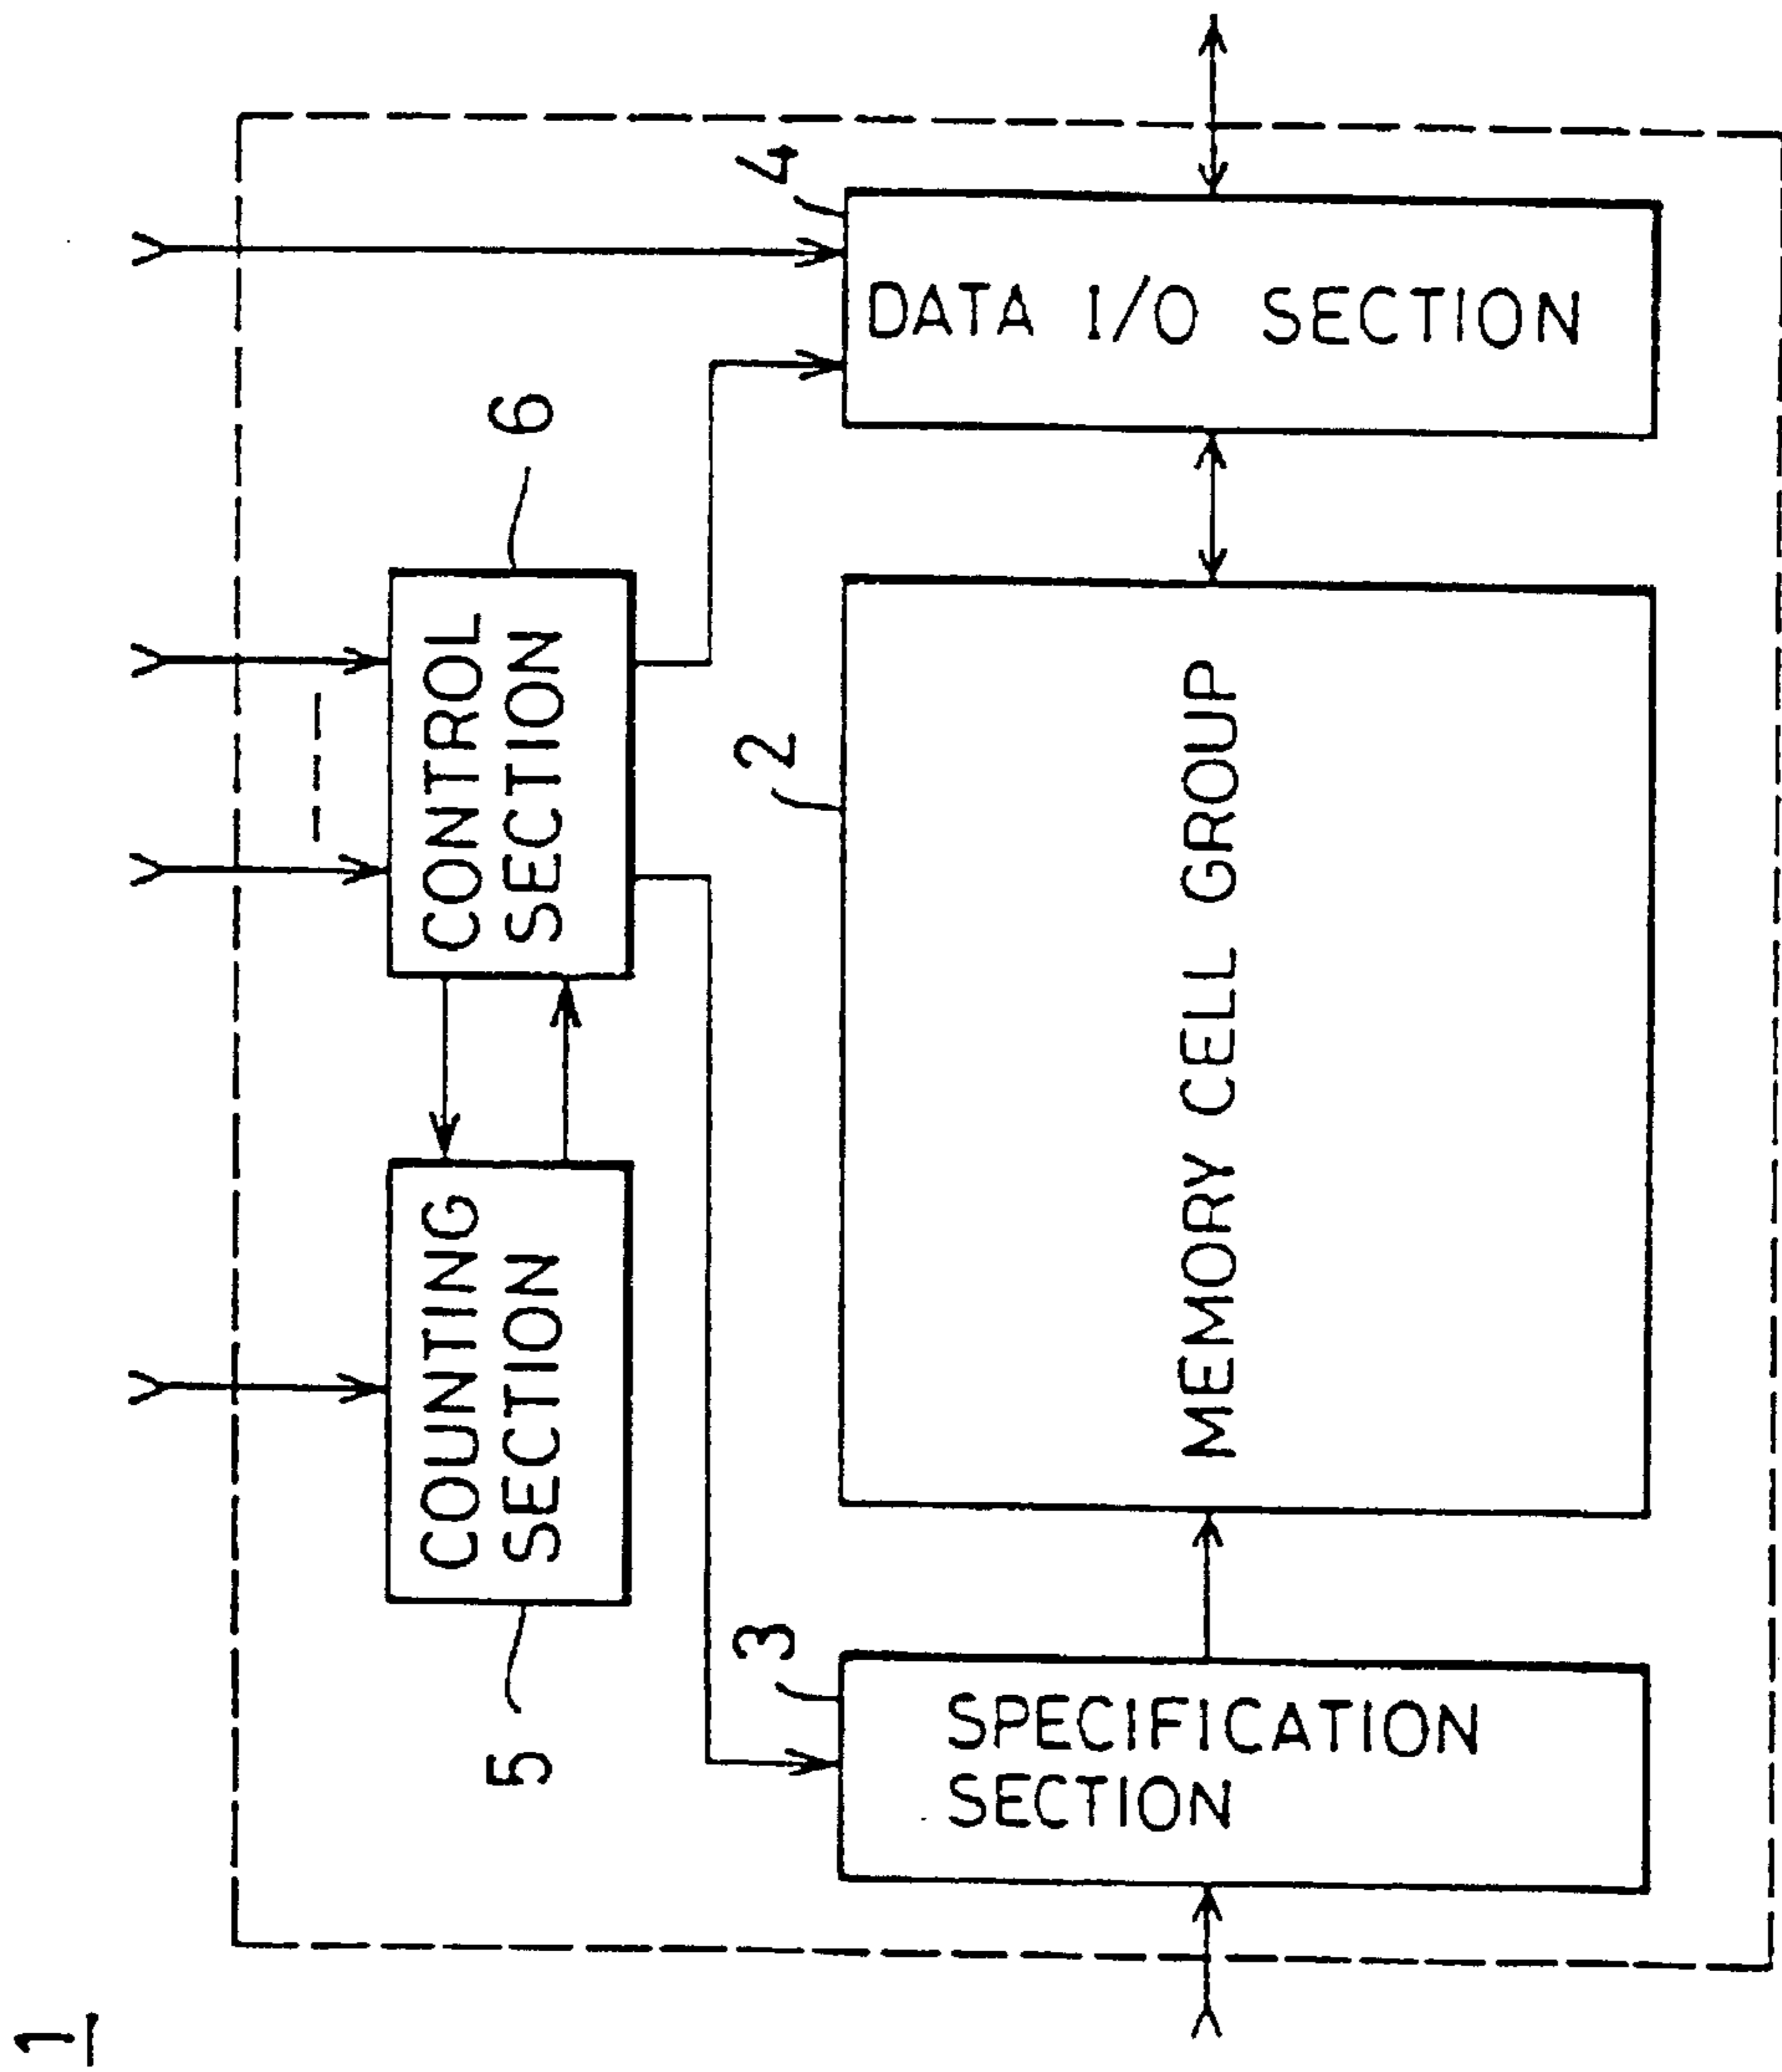 1
5
COUNTING
SECTION
6
CONTROL
SECTION
3
SPECIFICATION
SECTION
2
MEMORY CELL GROUP
4
DATA I/O SECTION